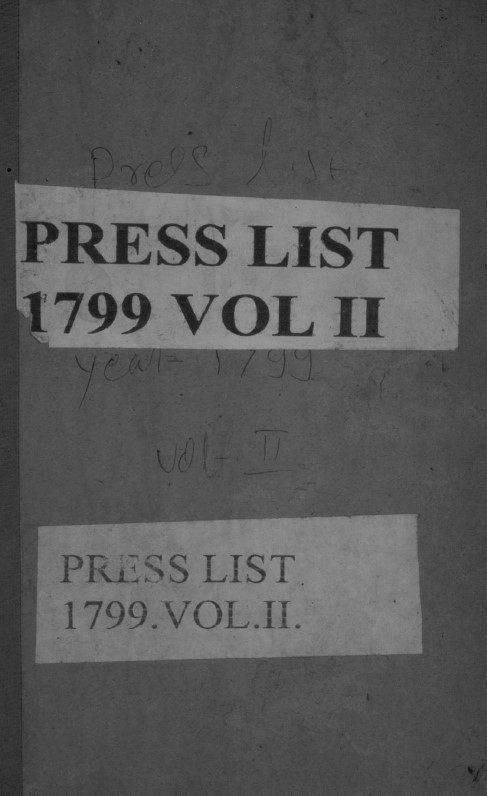 Press List
PRESS LIST
1799 VOL II
year- 1799
vol- II
PRESS LIST
1799.VOL.II.